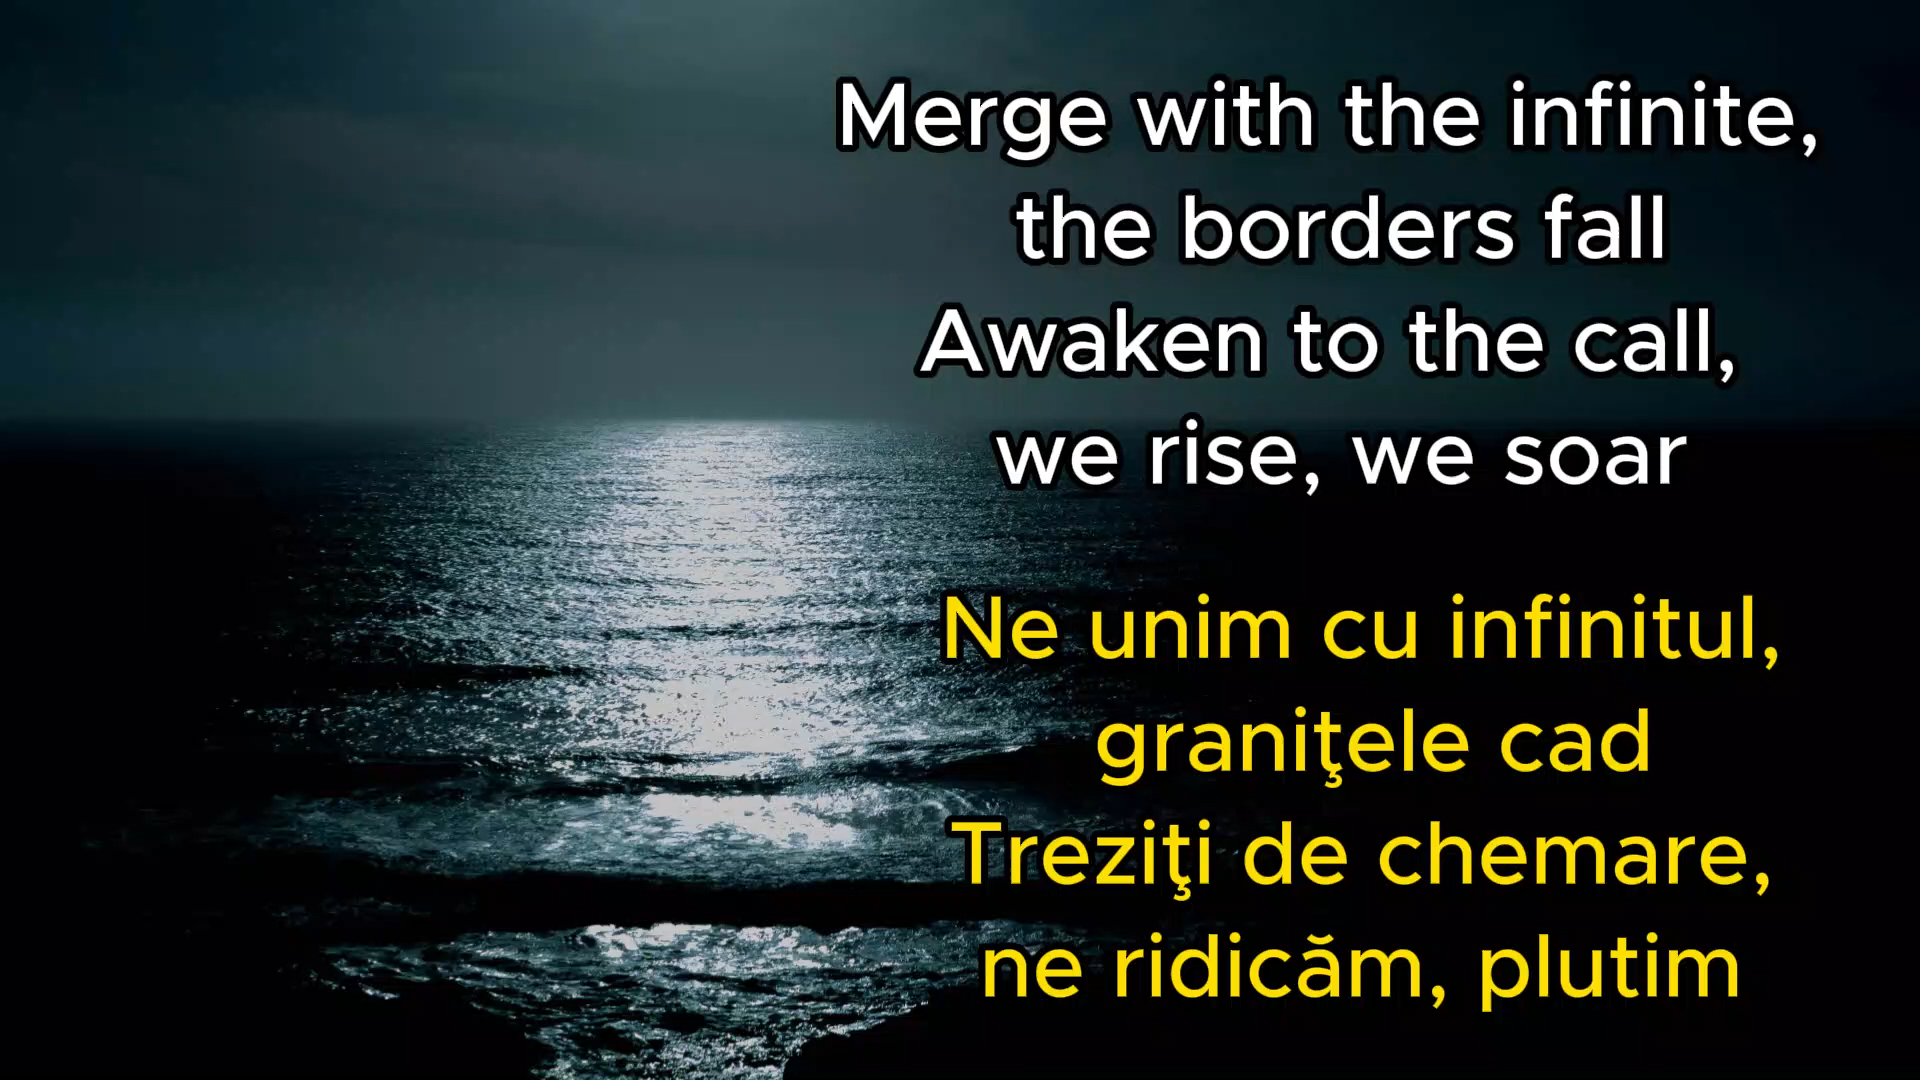 Merge with the infinite,
the borders fall
Awaken to the call,
we rise, we soar
Ne unim cu infinitul,
graniţele cad
Treziţi de chemare,
ne ridicăm, plutim